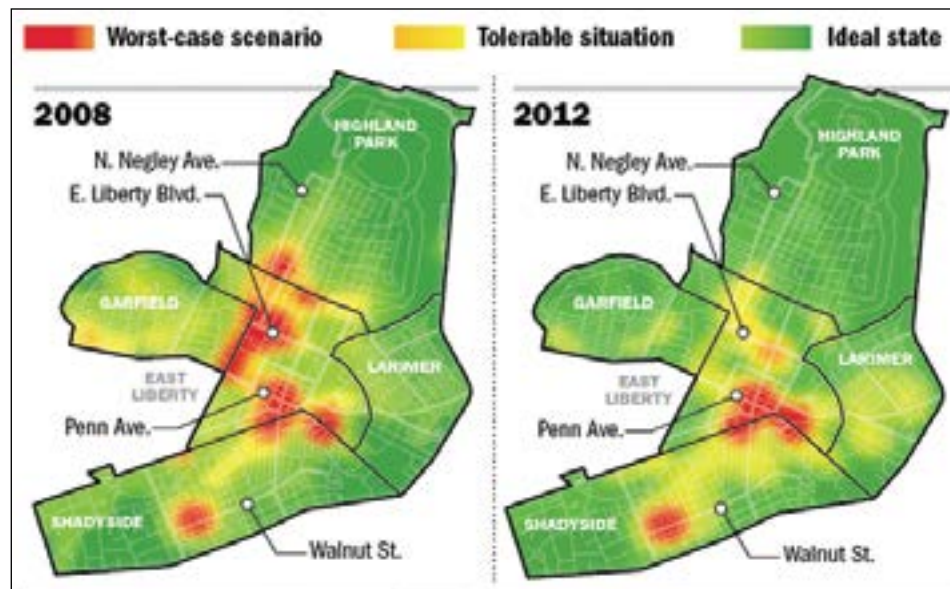 Worst-case scenario
Tolerable situation
Ideal state
2008
HIGHLAND
PARK
N. Negley Ave.
E. Liberty Blvd.
GARFIELD
LARIMER
EAST
LIBERTY
Penn Ave.
SHADYSIDE
Walnut St.
2012
HIGHLAND
PARK
N. Negley Ave.
E. Liberty Blvd.
GARFIELD
LARIMER
EAST
LIBERTY
Penn Ave.
SHADYSIDE
Walnut St.